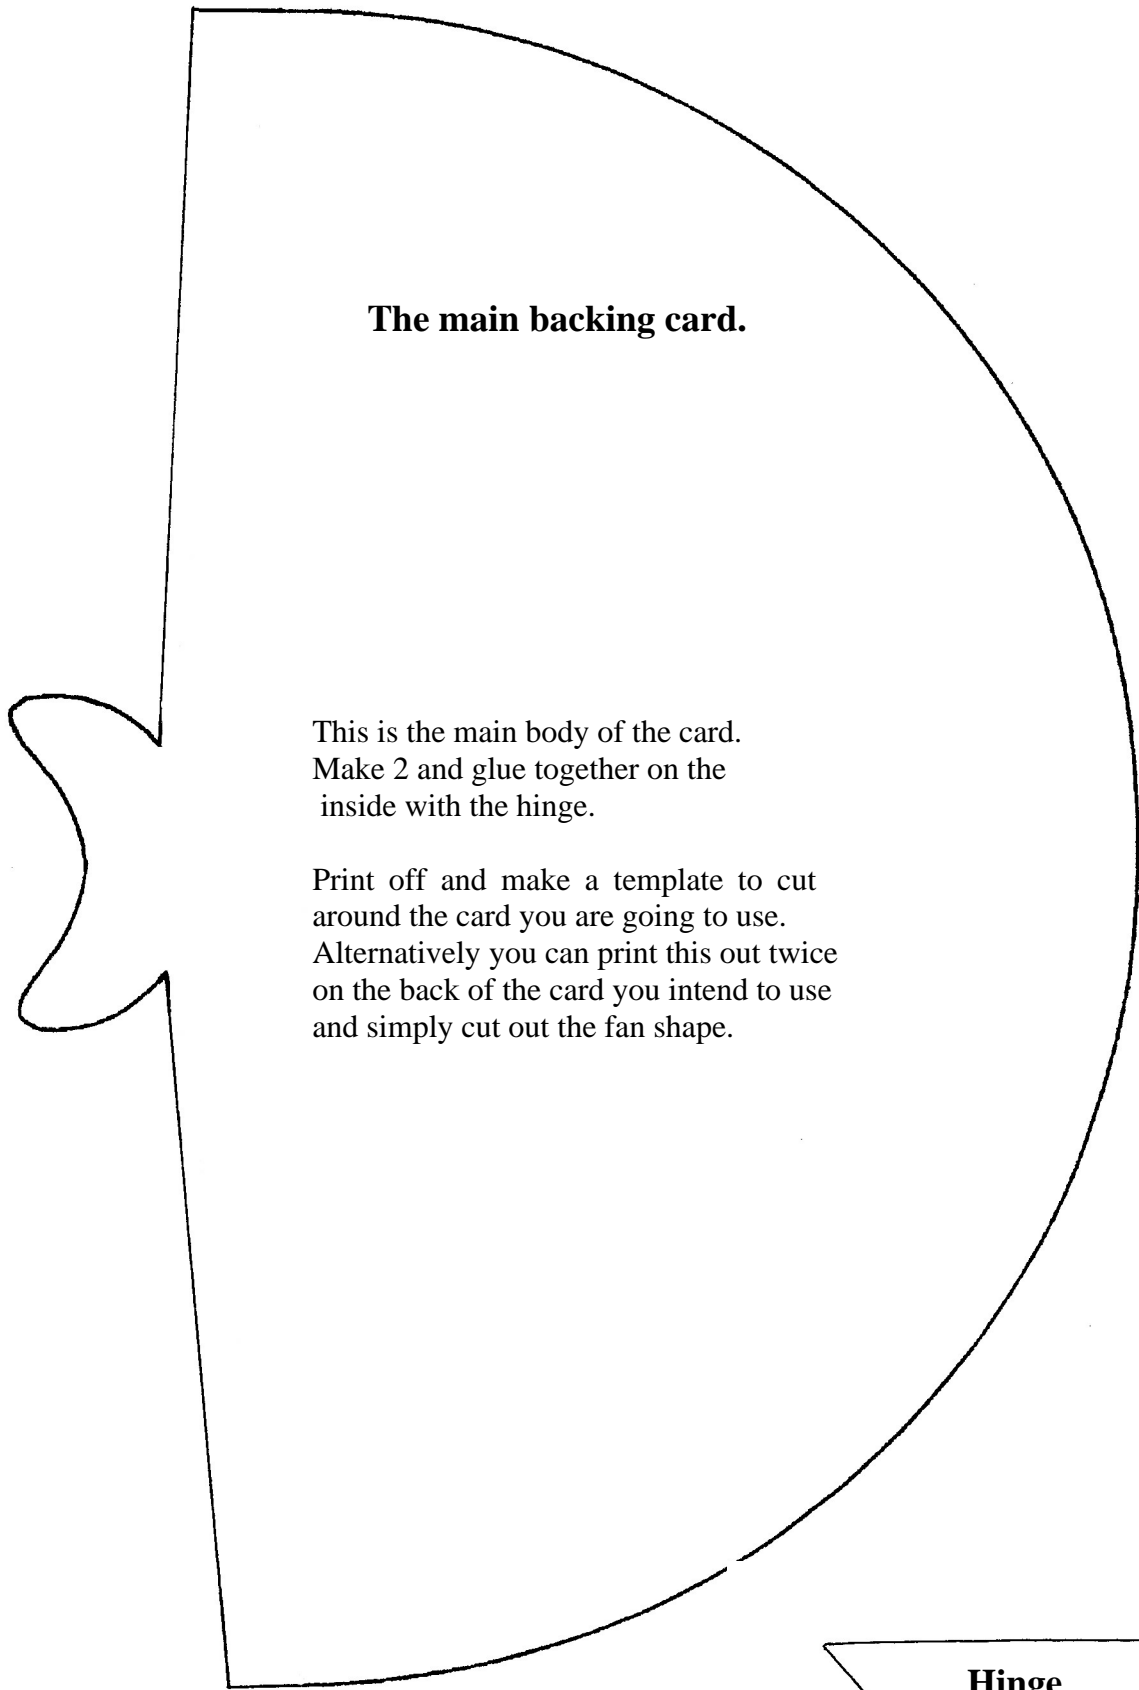 The main backing card.
This is the main body of the card.
Make 2 and glue together on the
inside with the hinge.
Print off and make a template to cut
around the card you are going to use.
Alternatively you can print this out twice
on the back of the card you intend to use
and simply cut out the fan shape.
Hinge